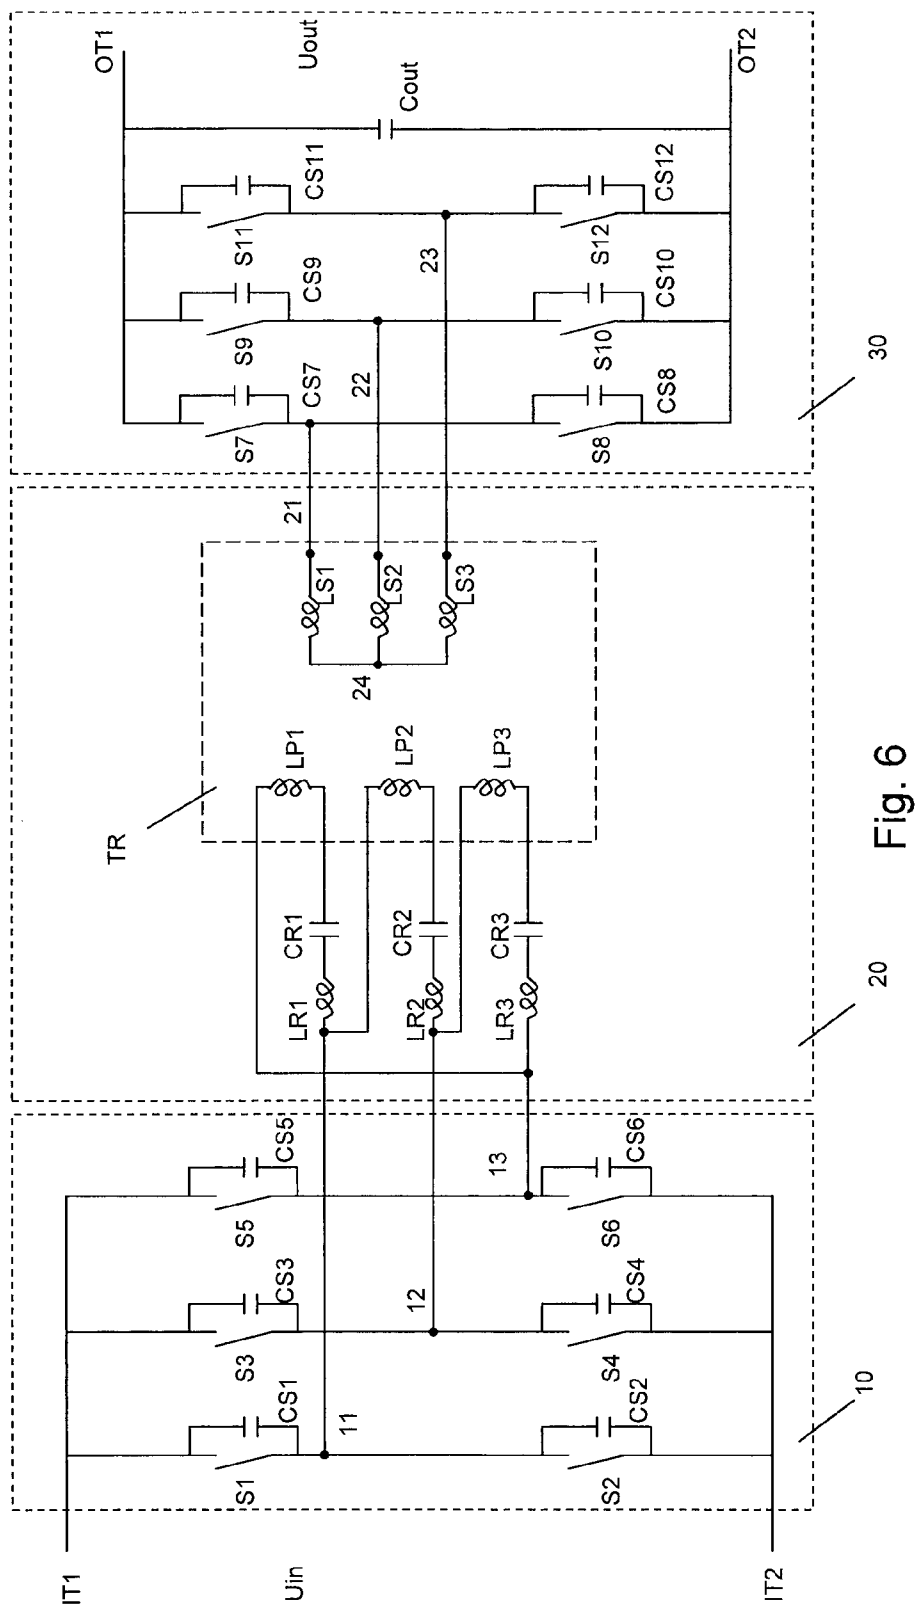 IT1
Uin
IT2
S1
CS1
S2
CS2
11
S3
CS3
S4
CS4
12
S5
CS5
S6
CS6
13
10
LR1
CR1
LR2
CR2
LR3
CR3
TR
LP1
LP2
LP3
24
LS1
LS2
LS3
20
21
22
23
S7
CS7
S8
CS8
S9
CS9
S10
CS10
S11
CS11
S12
CS12
Cout
OT1
Uout
OT2
30
Fig. 6